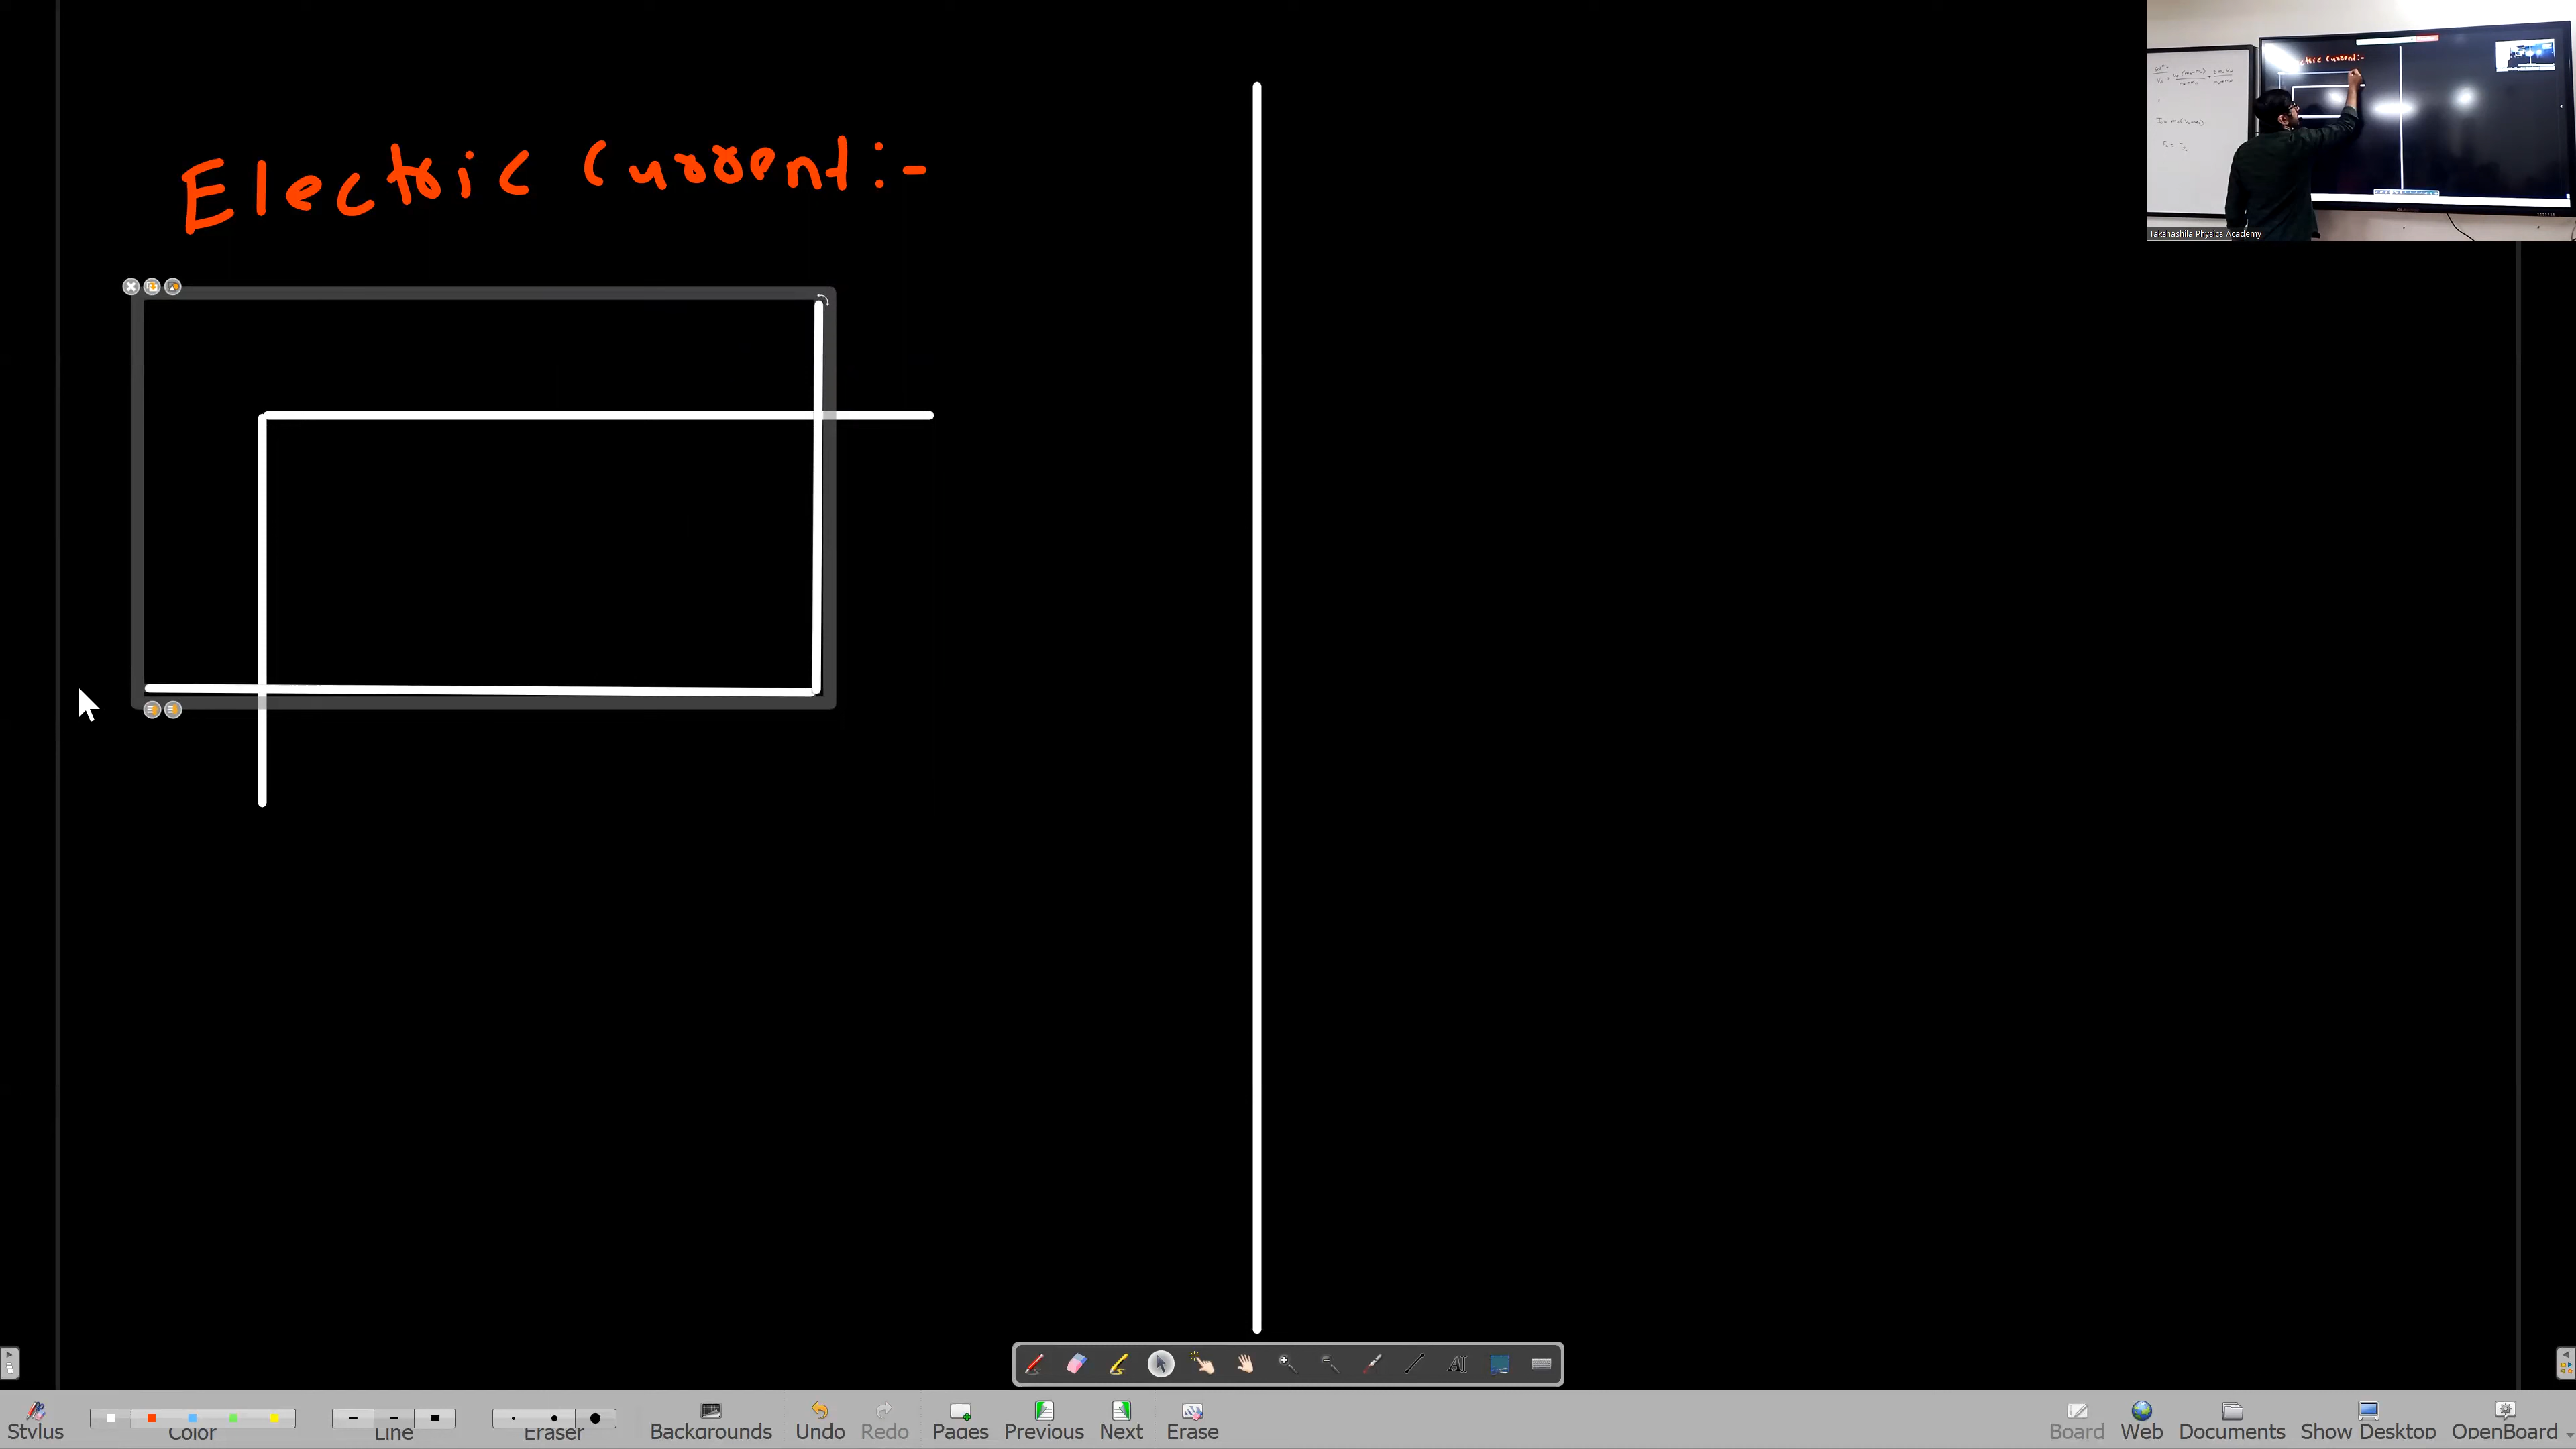 Electric Current:-
Takshashila Physics Academy
Stylus
Color
Line
Eraser
Backgrounds
Undo
Redo
Pages
Previous
Next
Erase
Board
Web
Documents
Show Desktop
OpenBoard